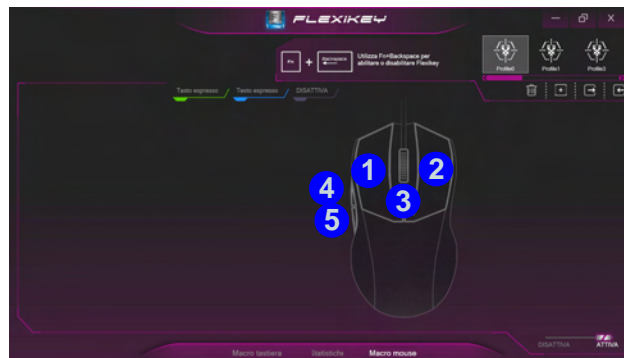 FLEXIKEY
Fn + Backspace
Utilizza Fn+Backspace per
abilitare o disabilitare Flexikey
Profile0 Profile1 Profile3
Tasto espresso Tasto espresso DISATTIVA
1
2
3
4
5
DISATTIVA ATTIVA
Macro tastiera Statistiche Macro mouse